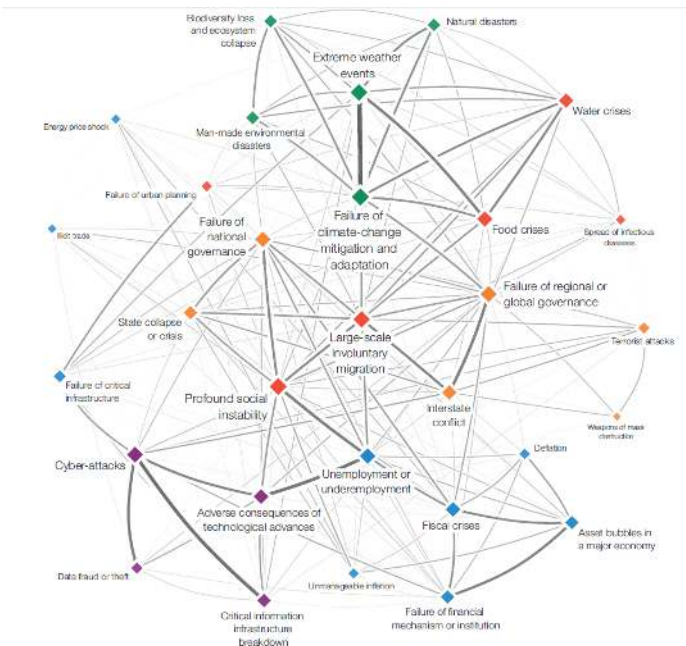 Biodiversity loss
and ecosystem
collapse
Natural disasters
Extreme weather
events
Water crises
Energy price shock
Man-made environmental
disasters
Failure of urban planning
Failure of
climate-change
mitigation and
adaptation
Food crises
Spread of infectious
diseases
Failure of
national
governance
Illicit trade
Failure of regional or
global governance
State collapse
or crisis
Large-scale
involuntary
migration
Terrorist attacks
Failure of critical
infrastructure
Profound social
instability
Interstate
conflict
Weapons of mass
destruction
Cyber-attacks
Unemployment or
underemployment
Deflation
Adverse consequences of
technological advances
Fiscal crises
Asset bubbles in
a major economy
Data fraud or theft
Unmanageable inflation
Critical information
infrastructure
breakdown
Failure of financial
mechanism or institution